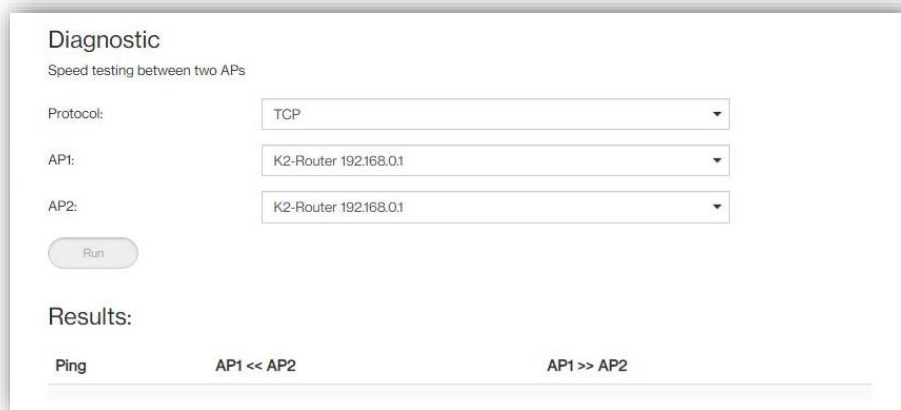 Diagnostic
Speed testing between two APs
Protocol: TCP
AP1: K2-Router 192.168.0.1
AP2: K2-Router 192.168.0.1
Run
Results:
Ping AP1 << AP2 AP1 >> AP2